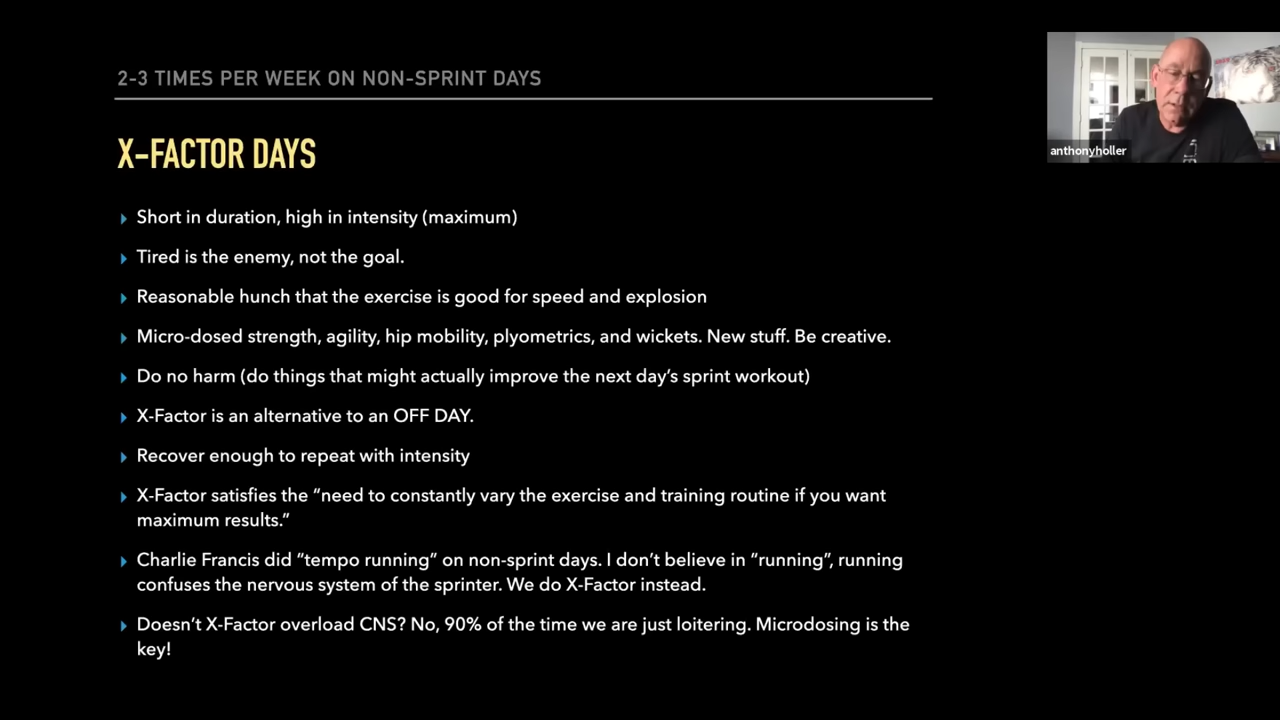 2-3 TIMES PER WEEK ON NON-SPRINT DAYS
X-FACTOR DAYS
Short in duration, high in intensity (maximum)
Tired is the enemy, not the goal.
Reasonable hunch that the exercise is good for speed and explosion
Micro-dosed strength, agility, hip mobility, plyometrics, and wickets. New stuff. Be creative.
Do no harm (do things that might actually improve the next day’s sprint workout)
X-Factor is an alternative to an OFF DAY.
Recover enough to repeat with intensity
X-Factor satisfies the “need to constantly vary the exercise and training routine if you want
maximum results.”
Charlie Francis did “tempo running” on non-sprint days. I don’t believe in “running”, running
confuses the nervous system of the sprinter. We do X-Factor instead.
Doesn’t X-Factor overload CNS? No, 90% of the time we are just loitering. Microdosing is the
key!
anthonyholler